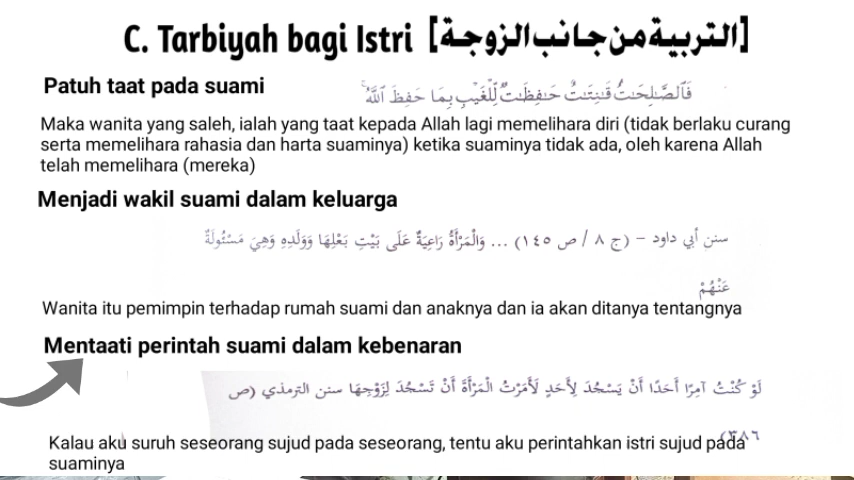 C. Tarbiyah bagi Istri [التربية من جانب الزوجة]
Patuh taat pada suami
فَٱلصَّٰلِحَٰتُ قَٰنِتَٰتٌ حَٰفِظَٰتٌ لِّلْغَيْبِ بِمَا حَفِظَ ٱللَّهُ ۚ
Maka wanita yang saleh, ialah yang taat kepada Allah lagi memelihara diri (tidak berlaku curang
serta memelihara rahasia dan harta suaminya) ketika suaminya tidak ada, oleh karena Allah
telah memelihara (mereka)
Menjadi wakil suami dalam keluarga
سنن أبي داود – (ج ٨ / ص ١٤٥) ... وَالْمَرْأَةُ رَاعِيَةٌ عَلَى بَيْتِ بَعْلِهَا وَوَلَدِهِ وَهِيَ مَسْئُولَةٌ
عَنْهُمْ
Wanita itu pemimpin terhadap rumah suami dan anaknya dan ia akan ditanya tentangnya
Mentaati perintah suami dalam kebenaran
لَوْ كُنْتُ آمِرًا أَحَدًا أَنْ يَسْجُدَ لِأَحَدٍ لَأَمَرْتُ الْمَرْأَةَ أَنْ تَسْجُدَ لِزَوْجِهَا سنن الترمذي (ص
٣٨٦)
Kalau aku suruh seseorang sujud pada seseorang, tentu aku perintahkan istri sujud pada
suaminya